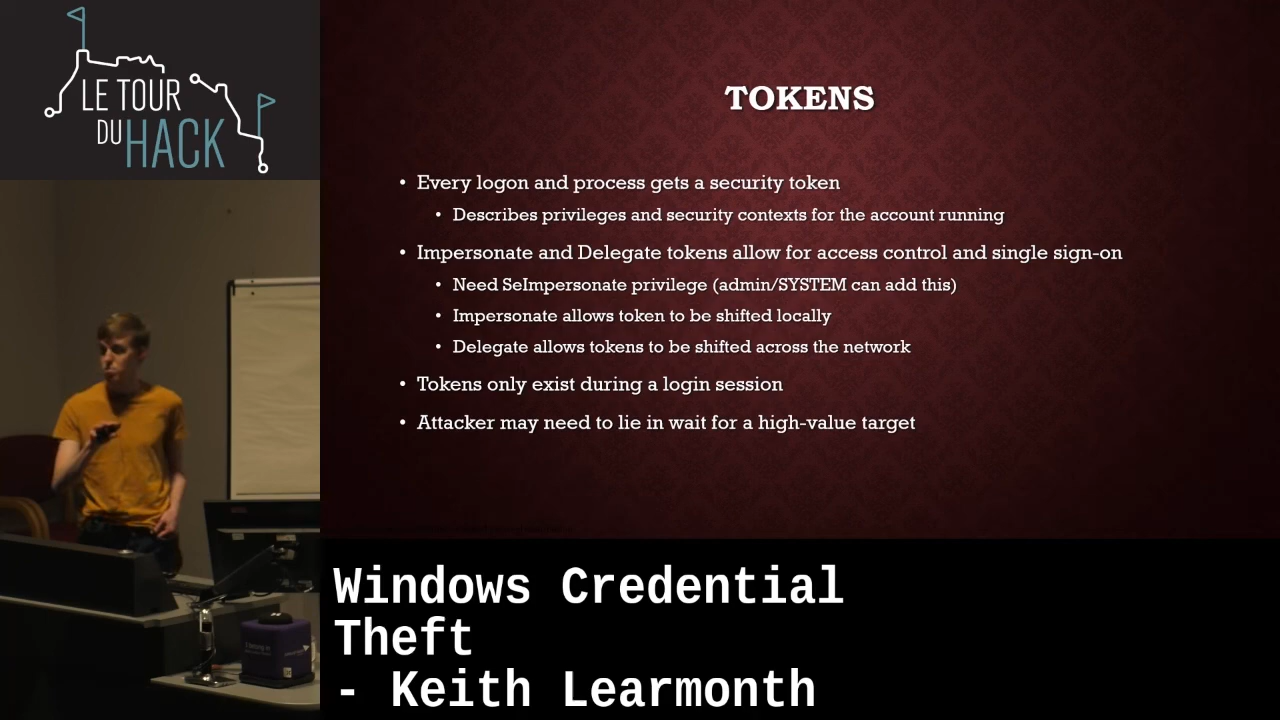 LE TOUR
DU HACK
TOKENS
• Every logon and process gets a security token
• Describes privileges and security contexts for the account running
• Impersonate and Delegate tokens allow for access control and single sign-on
• Need SeImpersonate privilege (admin/SYSTEM can add this)
• Impersonate allows token to be shifted locally
• Delegate allows tokens to be shifted across the network
• Tokens only exist during a login session
• Attacker may need to lie in wait for a high-value target
Windows Credential
Theft
- Keith Learmonth